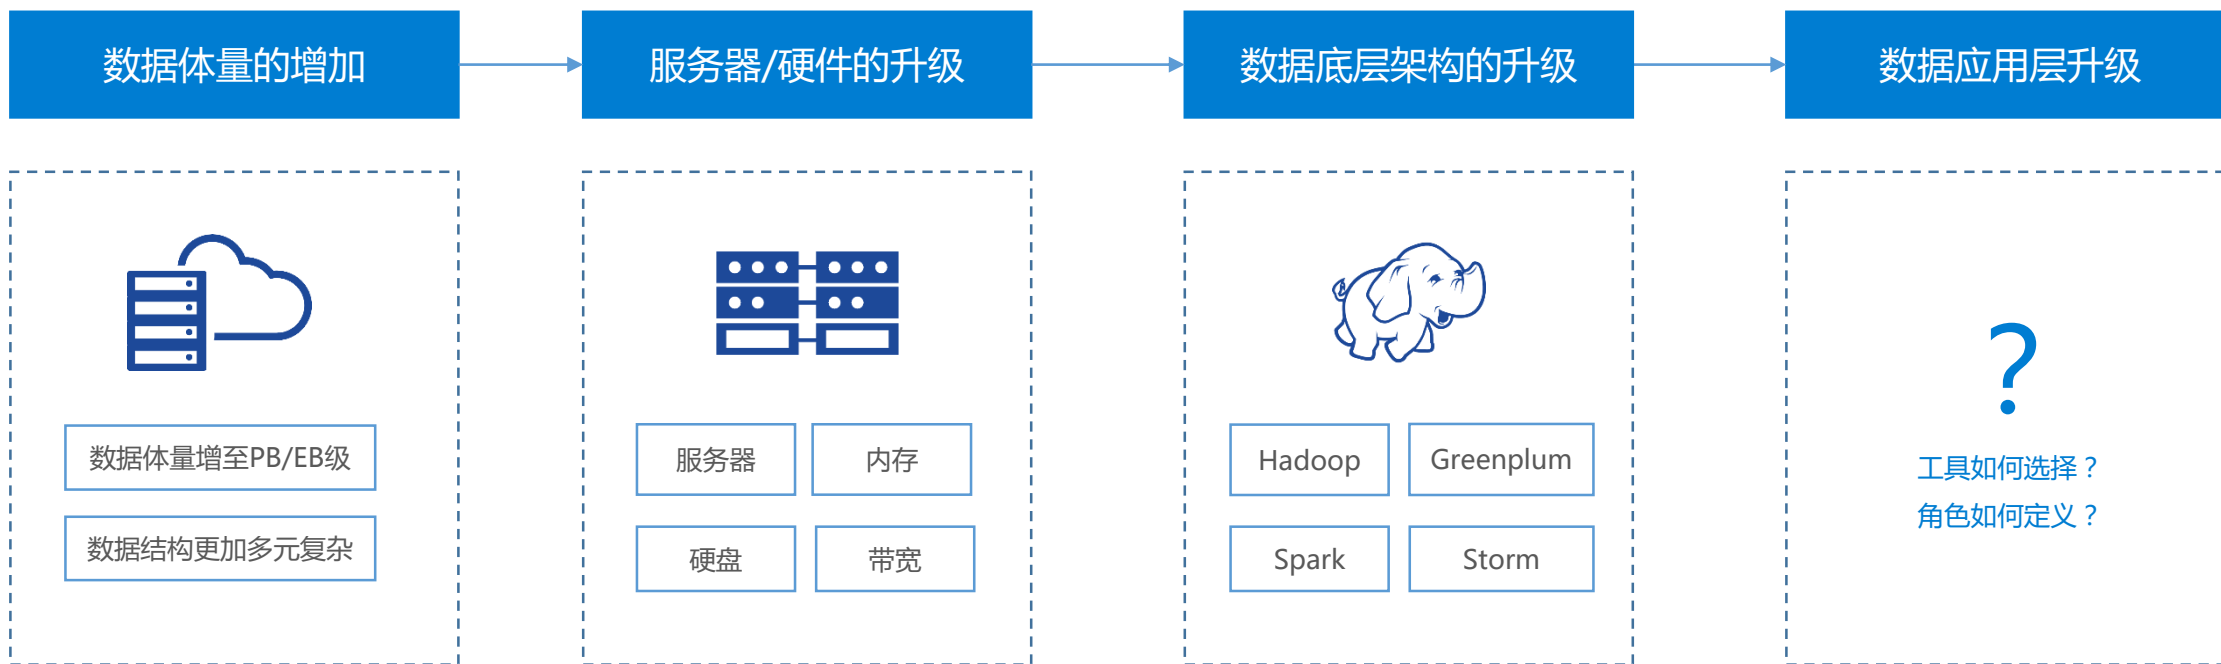 数据体量的增加
服务器/硬件的升级
数据底层架构的升级
数据应用层升级
数据体量增至PB/EB级
数据结构更加多元复杂
服务器
内存
硬盘
带宽
Hadoop
Greenplum
Spark
Storm
?
工具如何选择？
角色如何定义？